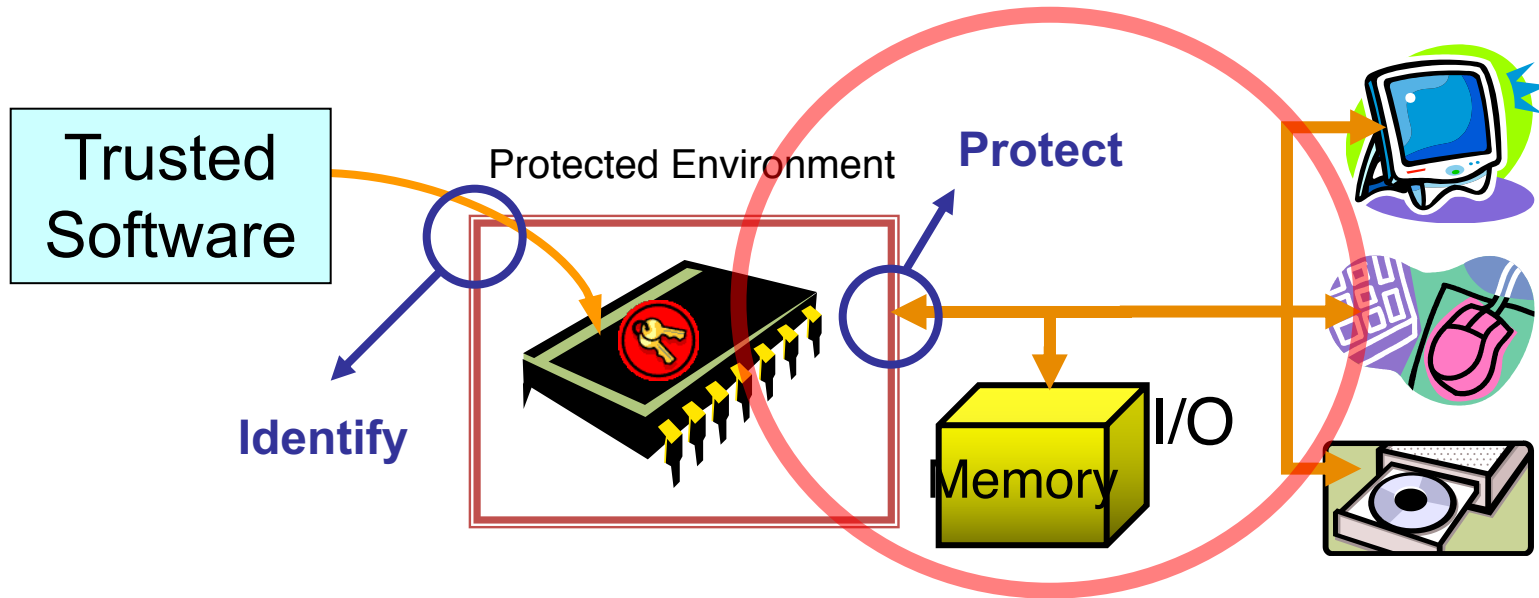 Trusted
Software
Protected Environment
Protect
Identify
I/O
Memory